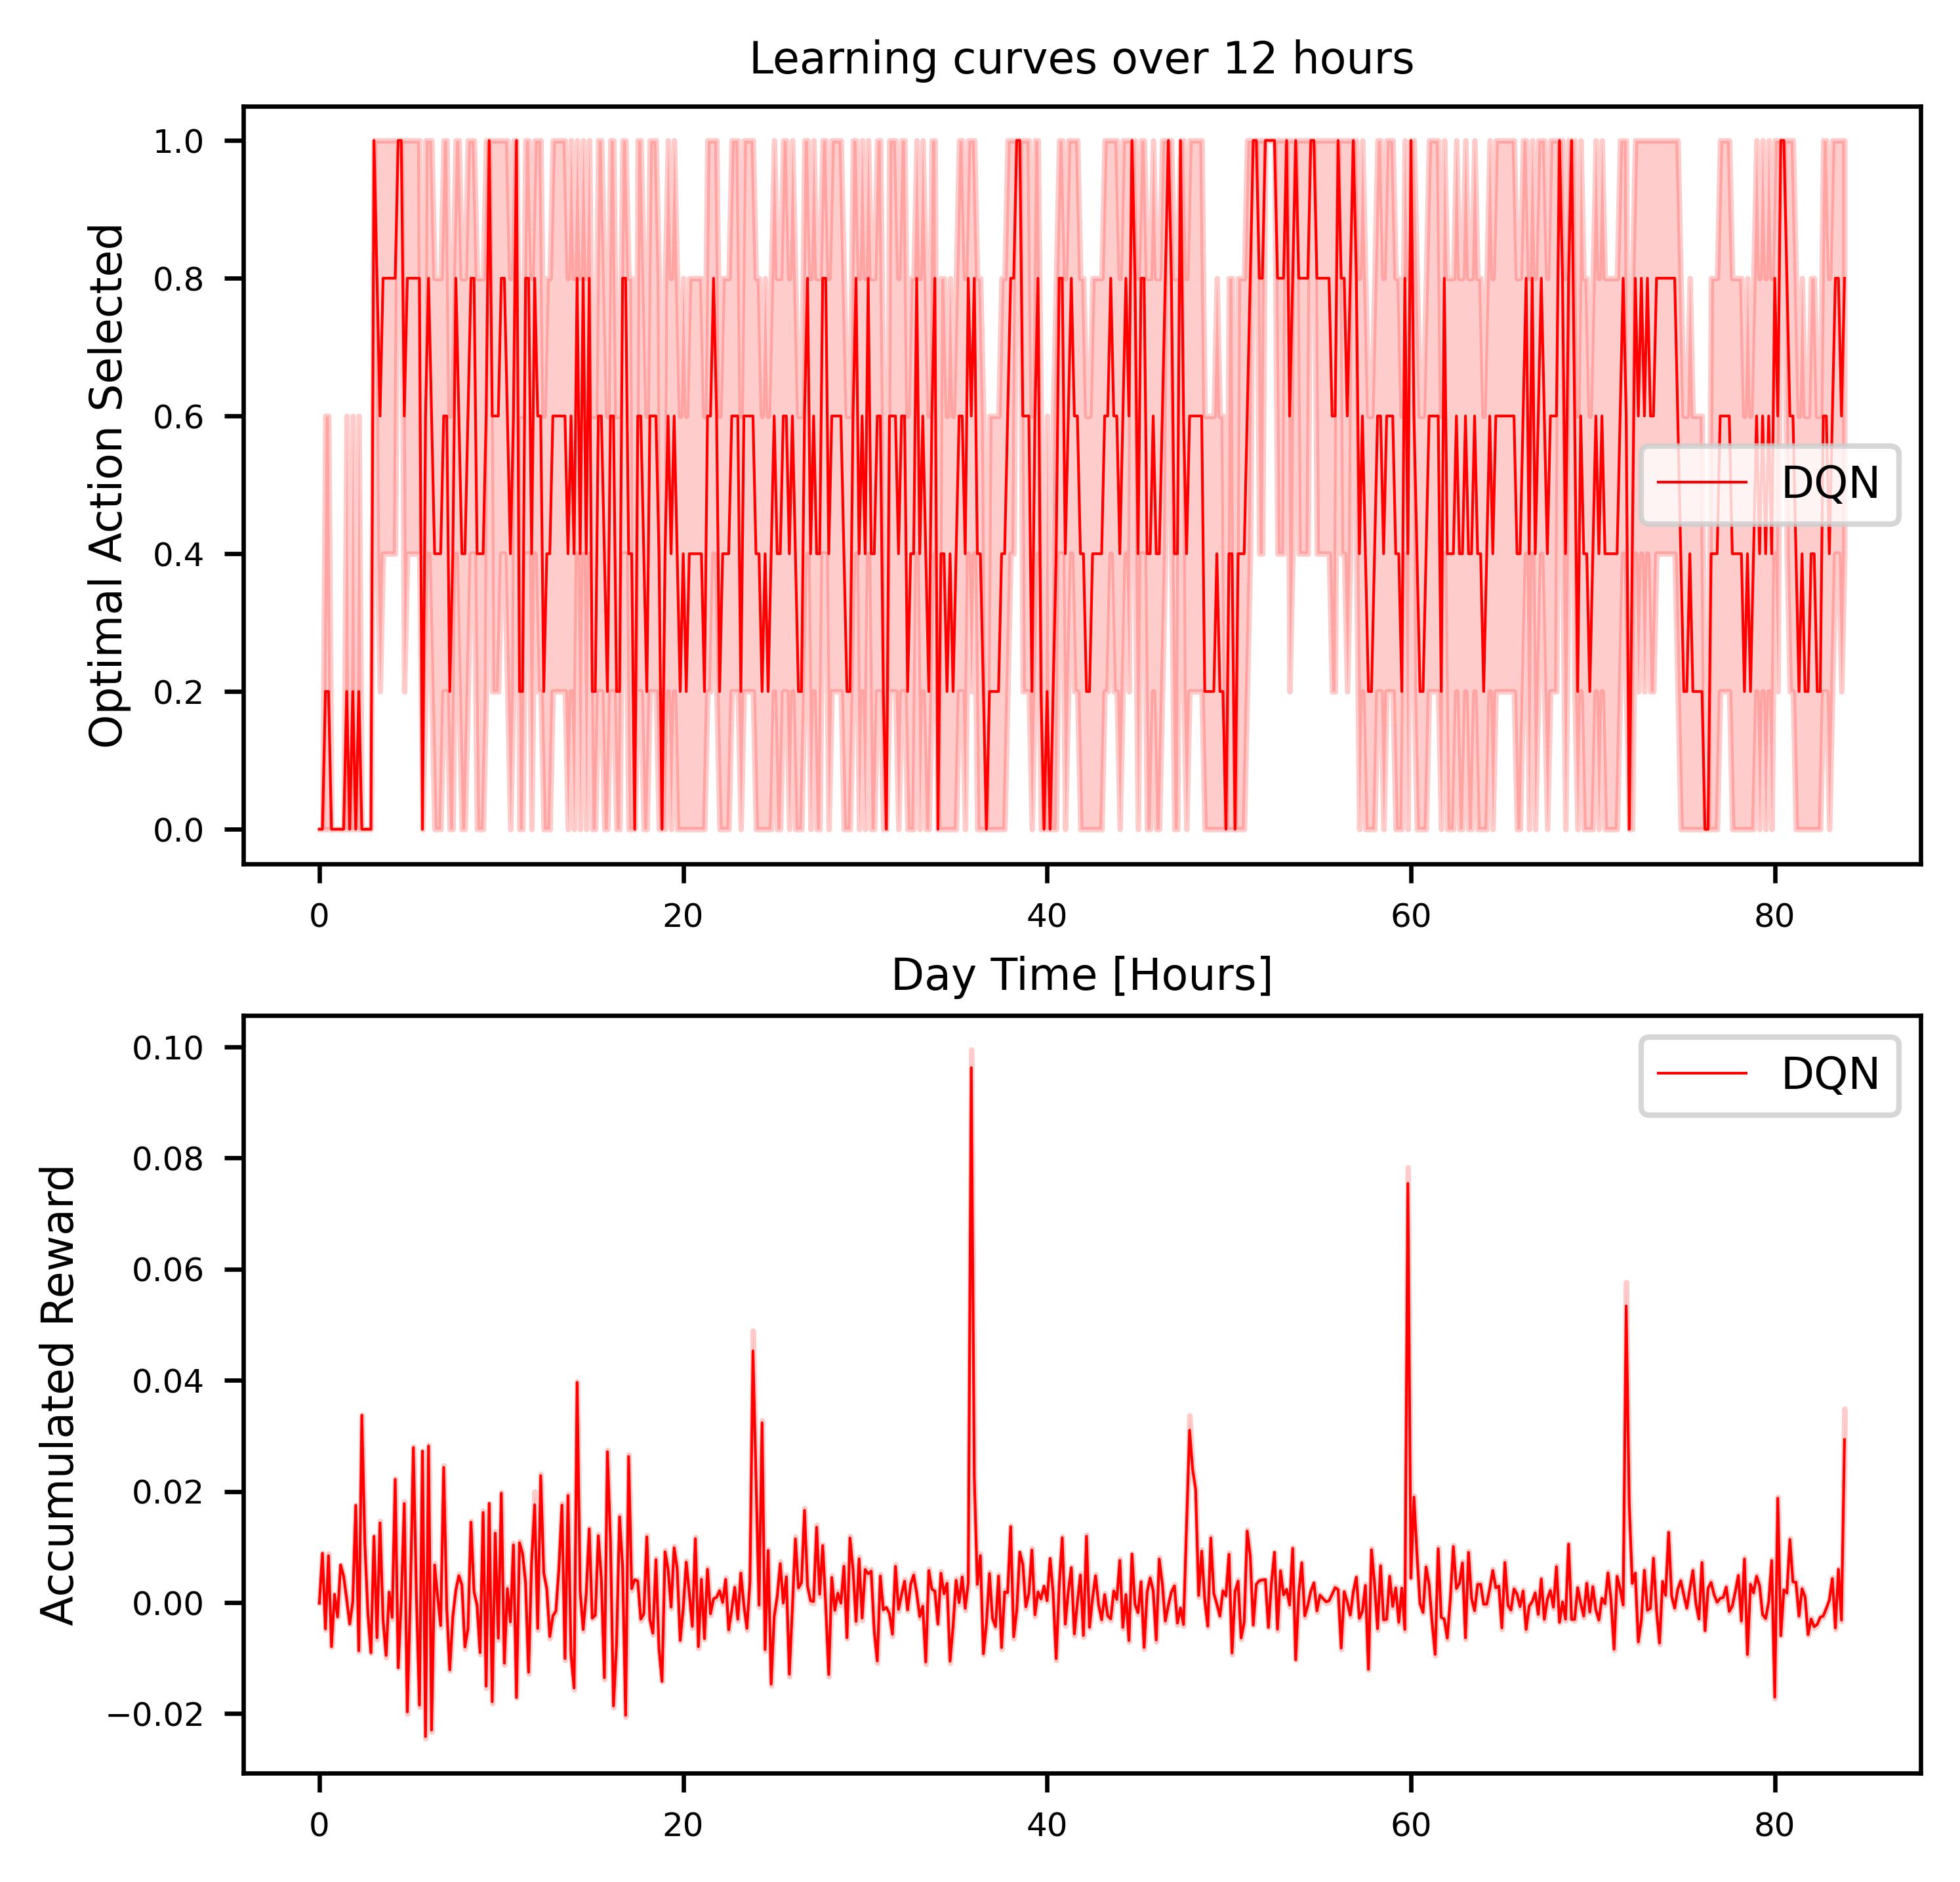 Learning curves over 12 hours
Optimal Action Selected
1.0
0.8
0.6
0.4
0.2
0.0
DQN
0 20 40 60 80
Day Time [Hours]
Accumulated Reward
0.10
0.08
0.06
0.04
0.02
0.00
−0.02
DQN
0 20 40 60 80